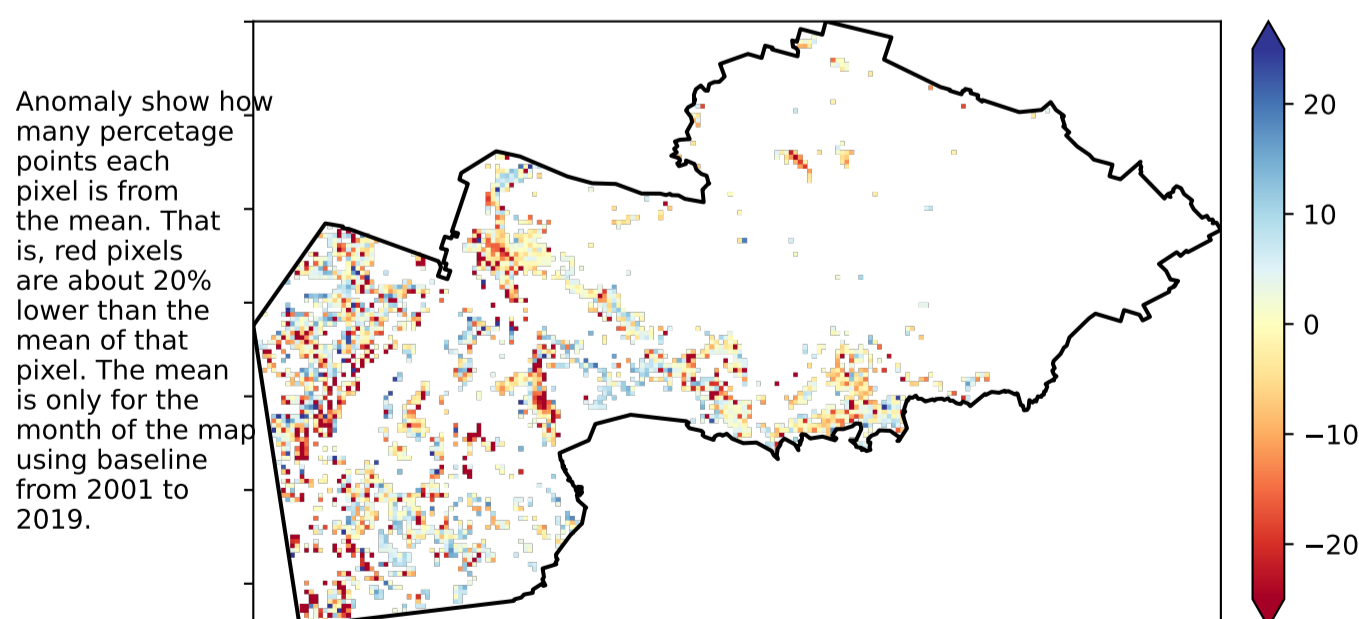 Anomaly show how
many percetage
points each
pixel is from
the mean. That
is, red pixels
are about 20%
lower than the
mean of that
pixel. The mean
is only for the
month of the map
using baseline
from 2001 to
2019.
20
10
0
−10
−20